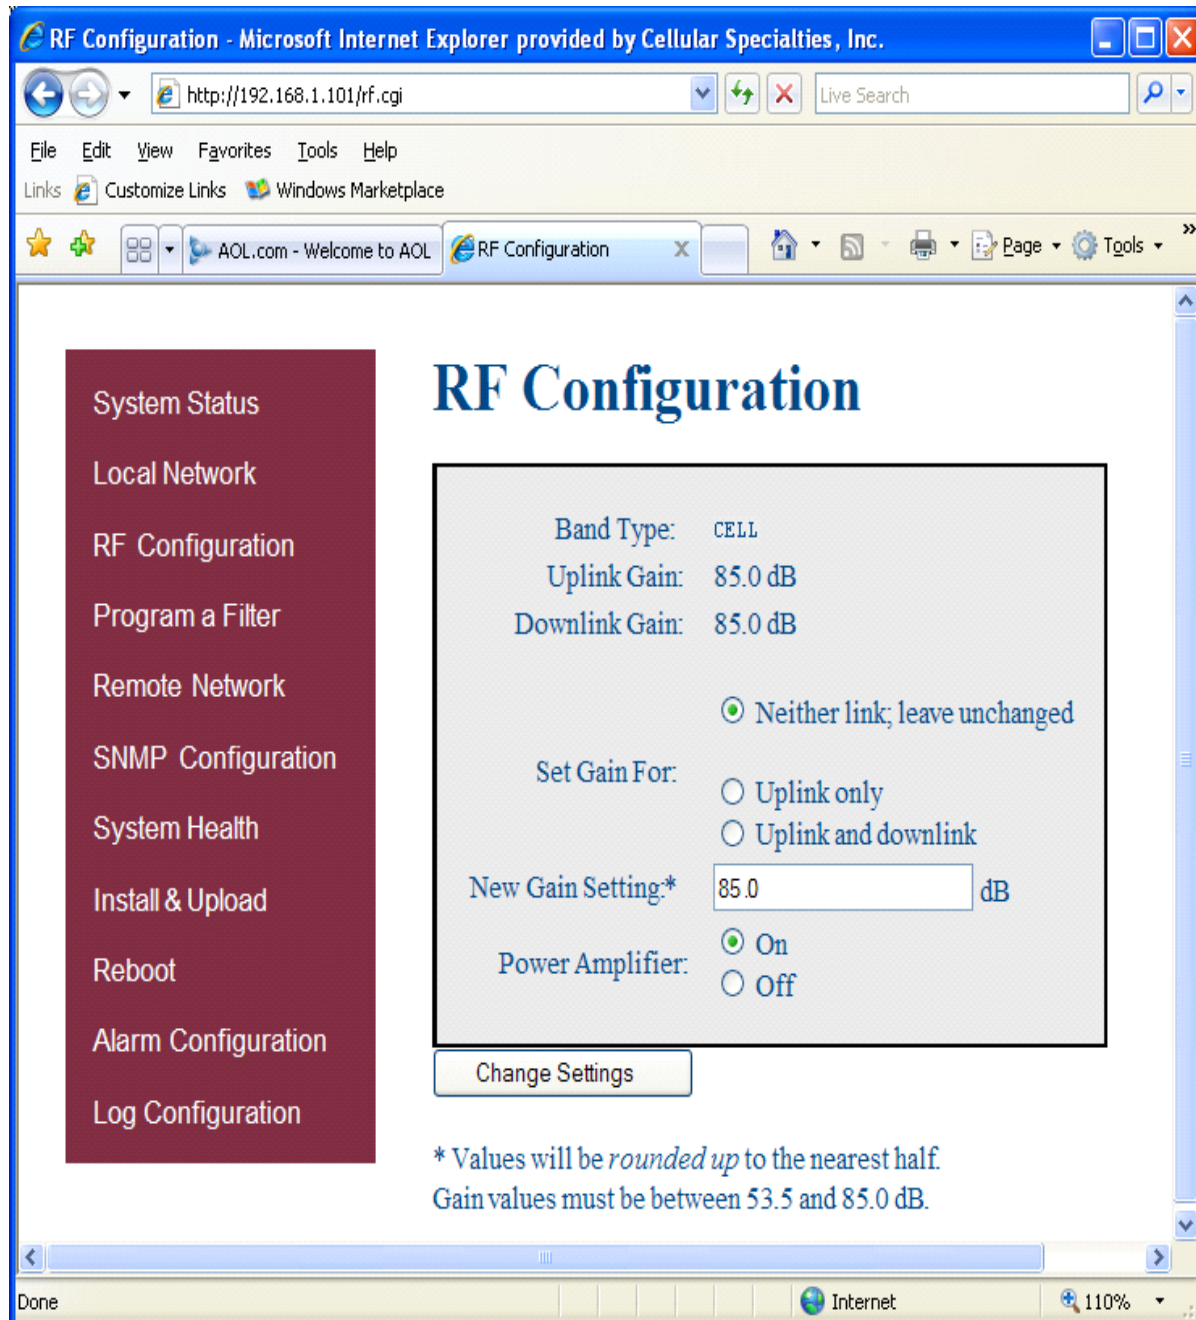 RF Configuration - Microsoft Internet Explorer provided by Cellular Specialties, Inc.
http://192.168.1.101/rf.cgi
Live Search
File Edit View Favorites Tools Help
Links Customize Links Windows Marketplace
AOL.com - Welcome to AOL
RF Configuration
Page
Tools
»
System Status
Local Network
RF Configuration
Program a Filter
Remote Network
SNMP Configuration
System Health
Install & Upload
Reboot
Alarm Configuration
Log Configuration
RF Configuration
Band Type: CELL
Uplink Gain: 85.0 dB
Downlink Gain: 85.0 dB
Set Gain For:
Neither link; leave unchanged
Uplink only
Uplink and downlink
New Gain Setting:* 85.0 dB
Power Amplifier:
On
Off
Change Settings
* Values will be rounded up to the nearest half.
Gain values must be between 53.5 and 85.0 dB.
Done
Internet
110%